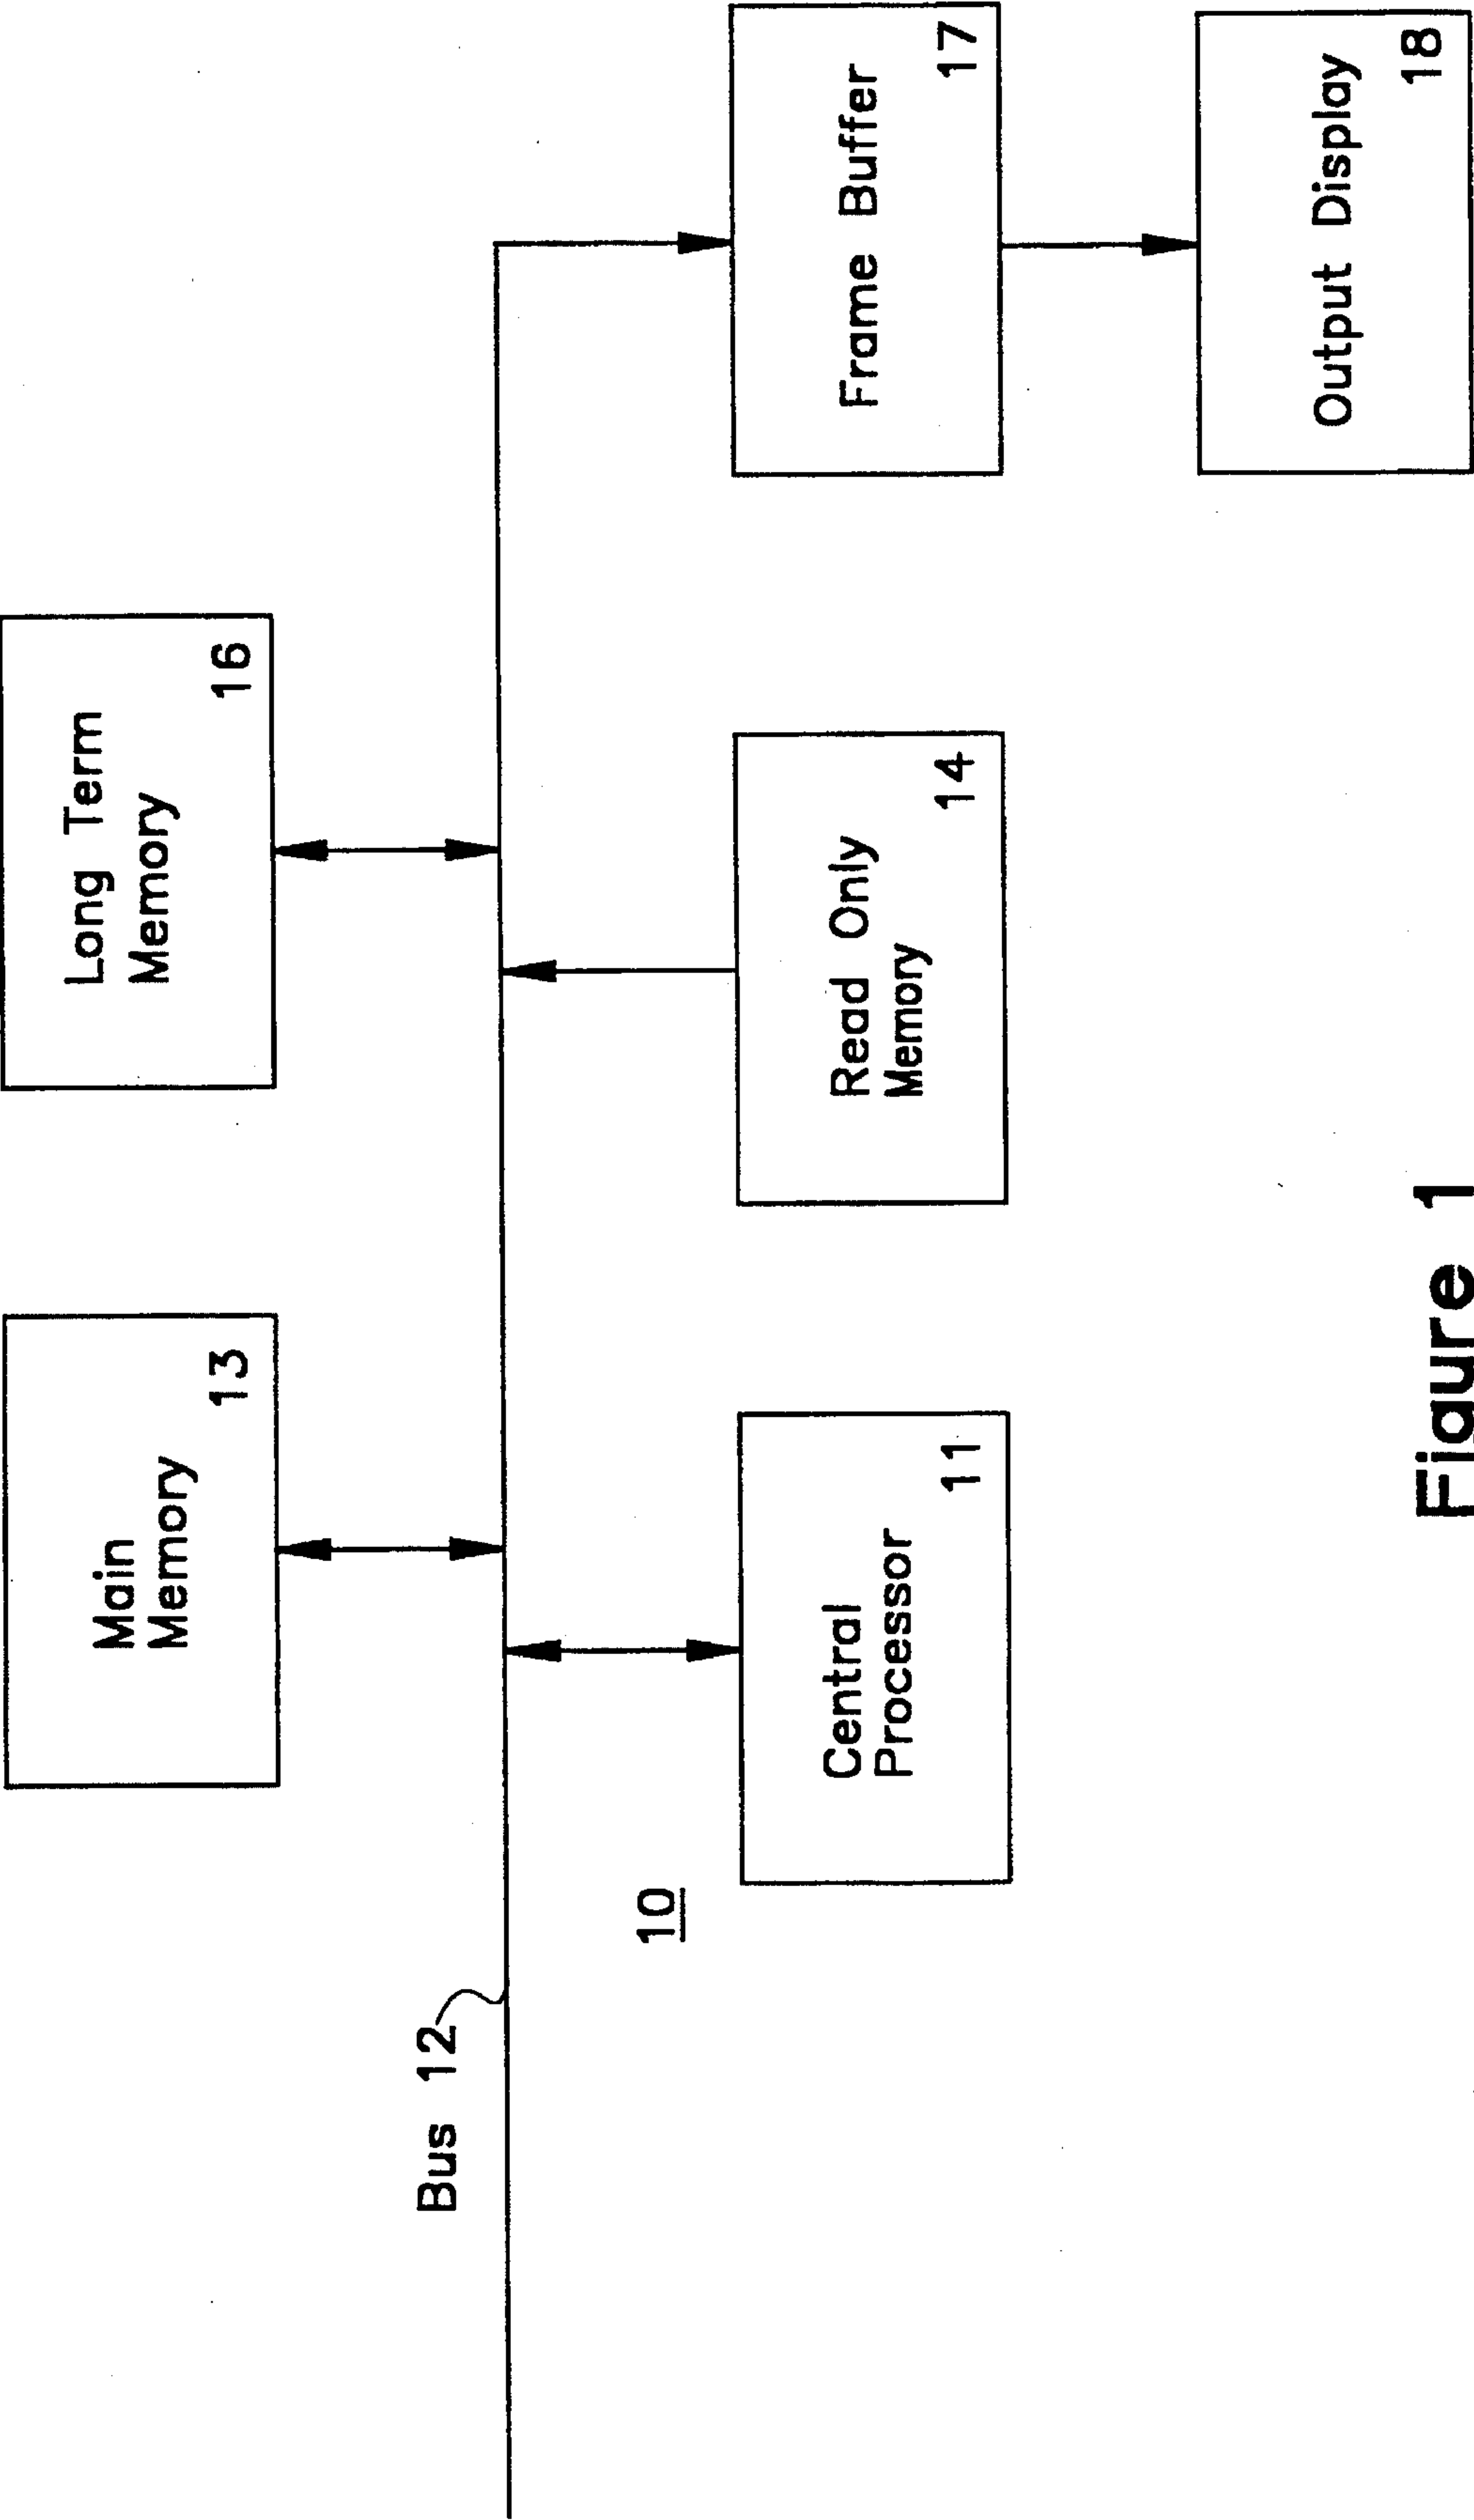 Main
Memory
13
Long Term
Memory
16
Bus 12
10
Central
Processor
11
Read Only
Memory
14
Frame Buffer
17
Output Display
18
Figure 1